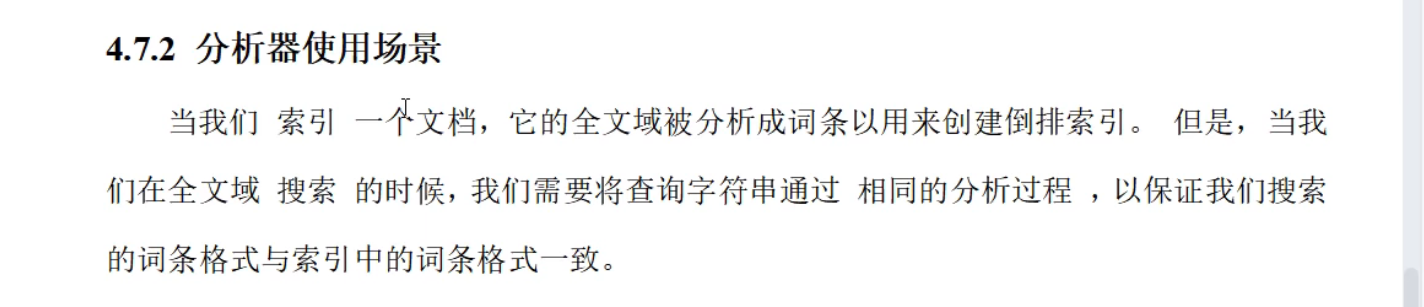 4.7.2 分析器使用场景
当我们 索引 一个文档，它的全文域被分析成词条以用来创建倒排索引。 但是，当我
们在全文域 搜索 的时候，我们需要将查询字符串通过 相同的分析过程 ，以保证我们搜索
的词条格式与索引中的词条格式一致。